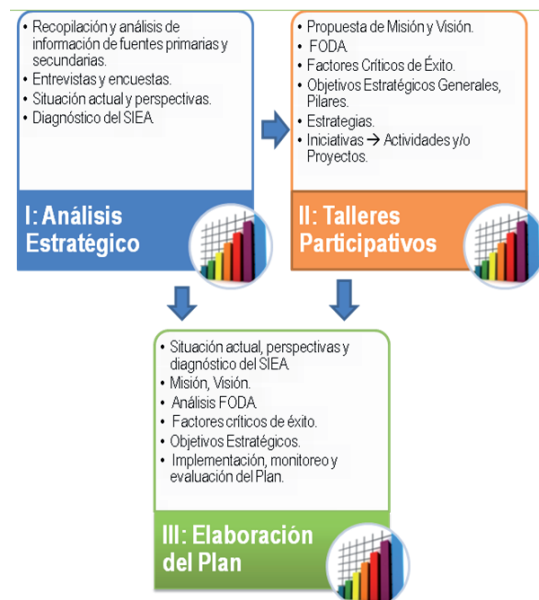 • Recopilación y análisis de
información de fuentes primarias y
secundarias.
• Entrevistas y encuestas.
• Situación actual y perspectivas.
• Diagnóstico del SIEA.
I: Análisis
Estratégico
• Propuesta de Misión y Visión.
• FODA.
• Factores Críticos de Éxito.
• Objetivos Estratégicos Generales,
Pilares.
• Estrategias.
• Iniciativas → Actividades y/o
Proyectos.
II: Talleres
Participativos
• Situación actual, perspectivas y
diagnóstico del SIEA
• Misión, Visión.
• Análisis FODA.
• Factores críticos de éxito.
• Objetivos Estratégicos.
• Implementación, monitoreo y
evaluación del Plan.
III: Elaboración
del Plan